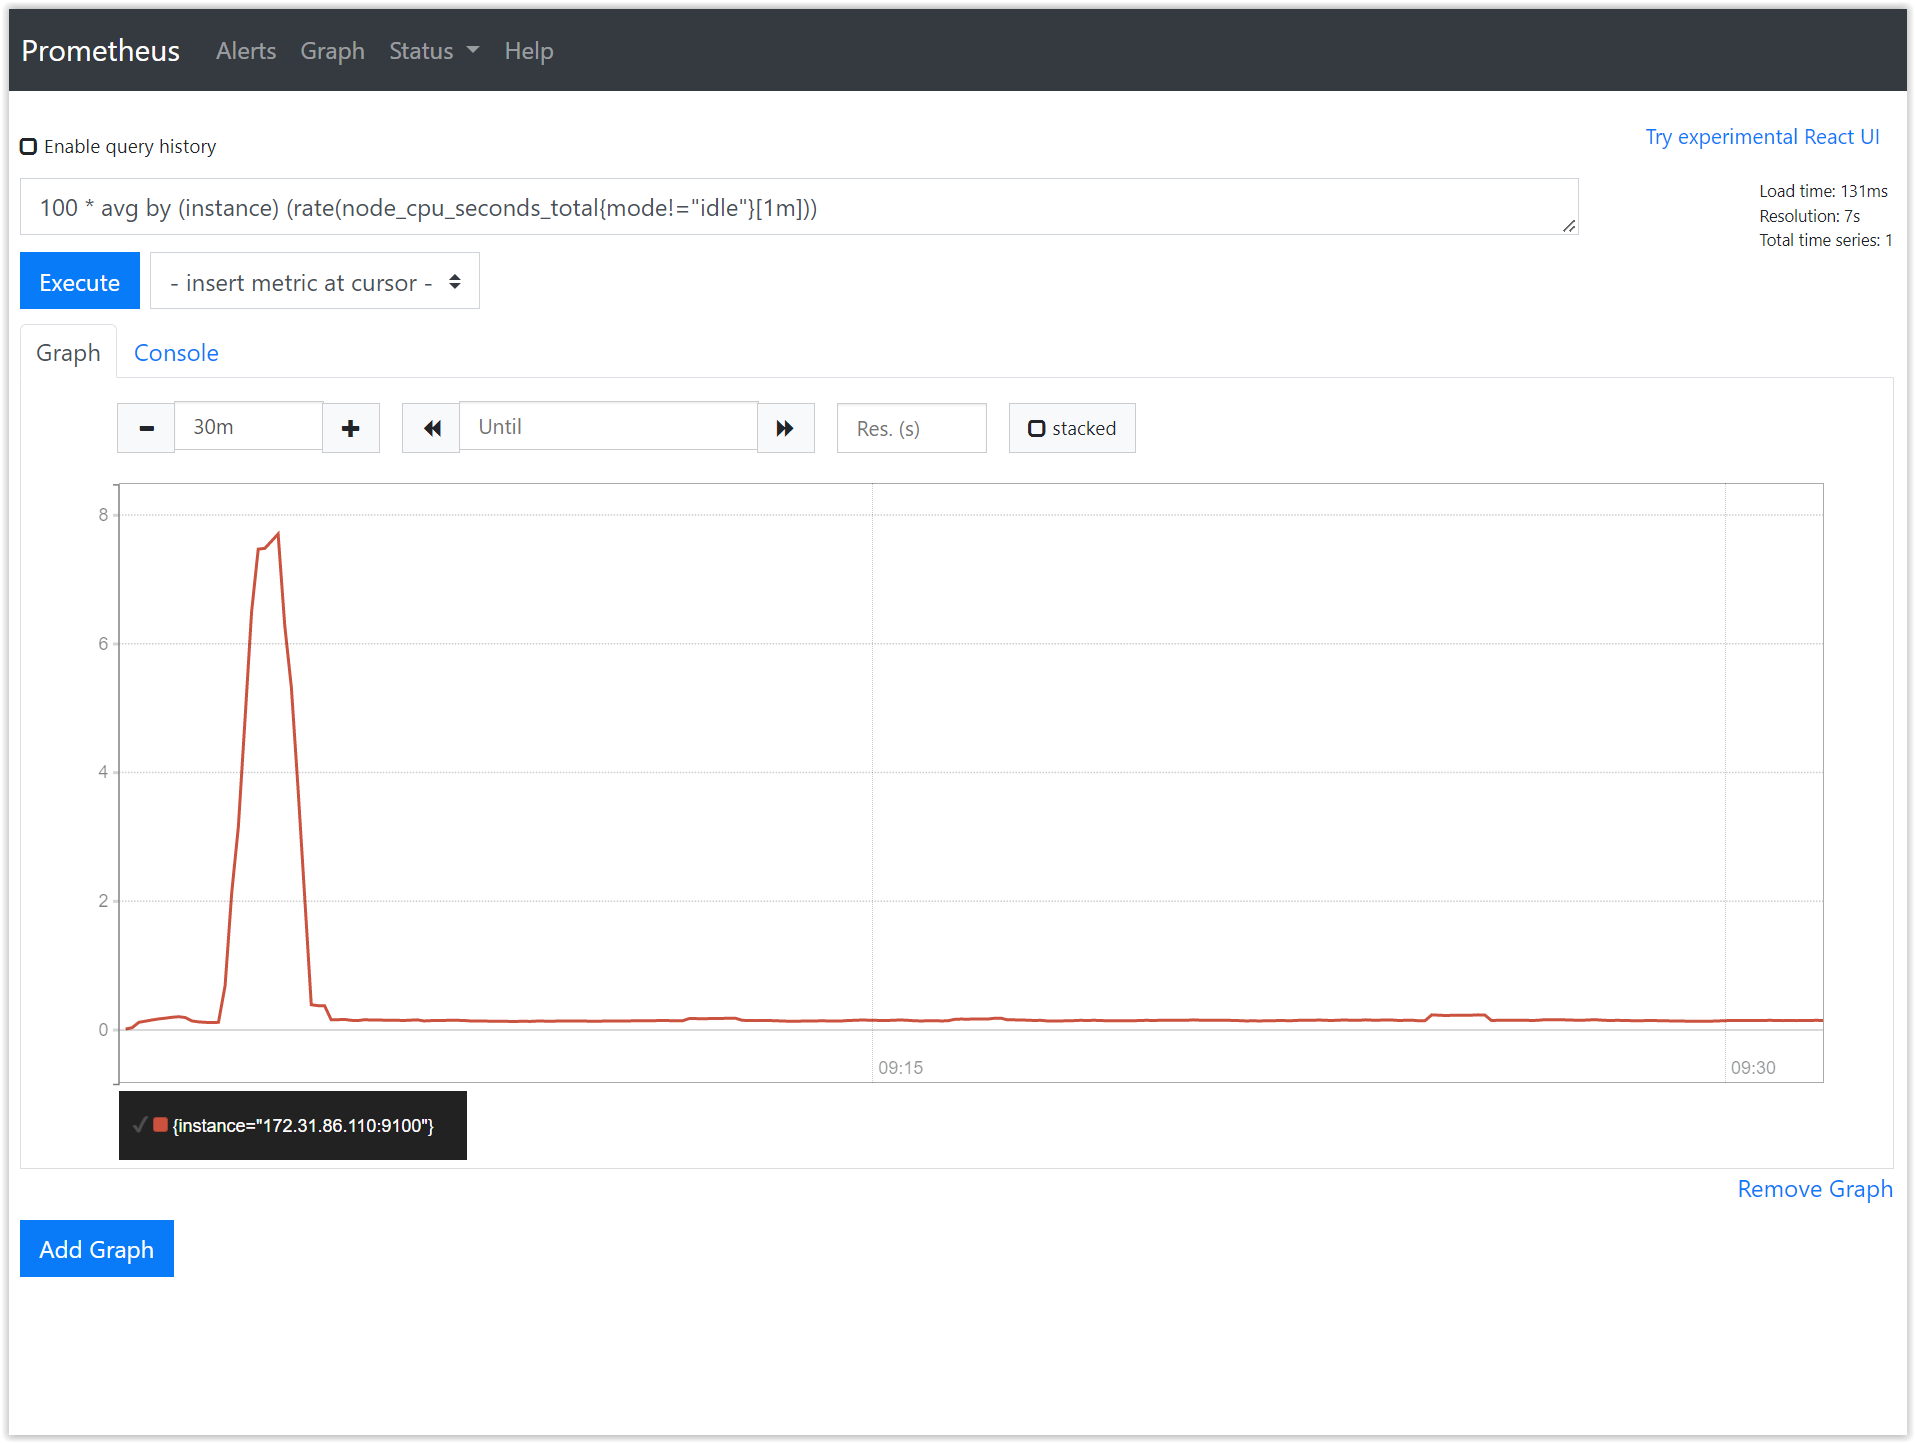 Prometheus Alerts Graph Status Help
Enable query history
Try experimental React UI
100 * avg by (instance) (rate(node_cpu_seconds_total{mode!="idle"}[1m]))
Load time: 131ms
Resolution: 7s
Total time series: 1
Execute - insert metric at cursor -
Graph Console
30m Until Res. (s) stacked
8
6
4
2
0
09:15 09:30
{instance="172.31.86.110:9100"}
Remove Graph
Add Graph